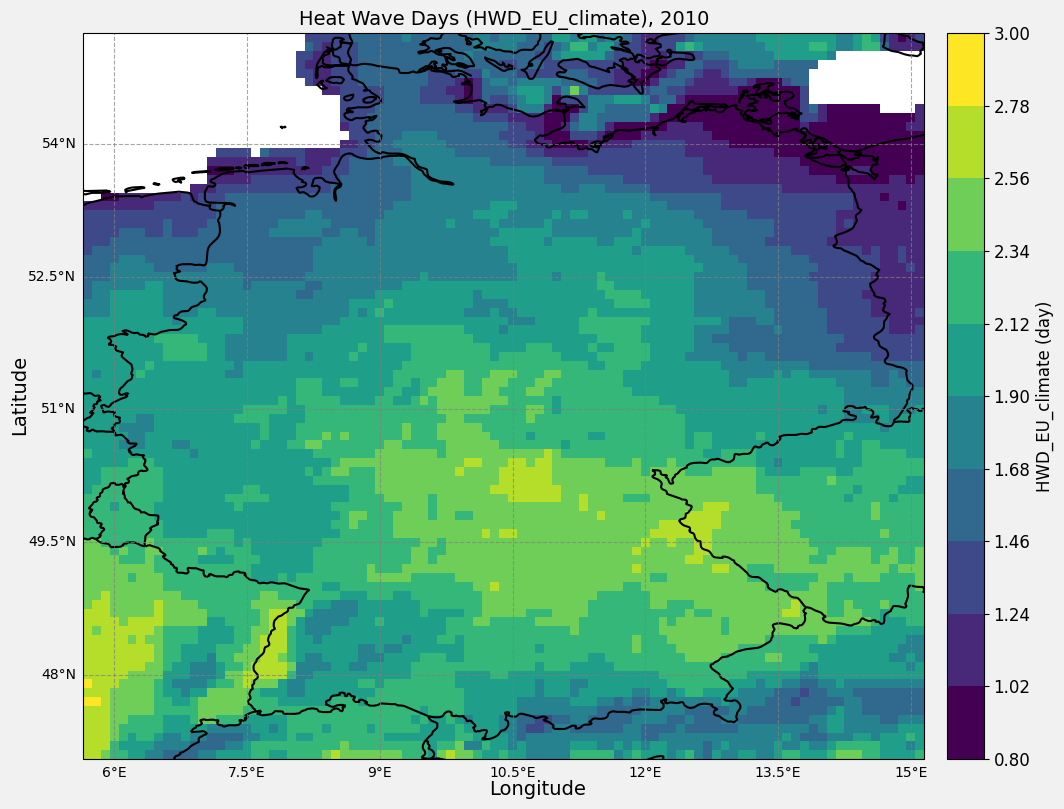 Heat Wave Days (HWD_EU_climate), 2010
3.00
2.78
2.56
2.34
2.12
1.90
1.68
1.46
1.24
1.02
0.80
HWD_EU_climate (day)
54°N
52.5°N
51°N
49.5°N
48°N
Latitude
6°E 7.5°E 9°E 10.5°E 12°E 13.5°E 15°E
Longitude